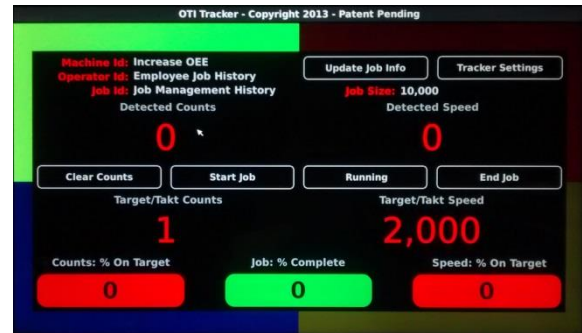 OTI Tracker - Copyright 2013 - Patent Pending
Machine Id: Increase OEE
Operator Id: Employee Job History
Job Id: Job Management History
Update Job Info
Tracker Settings
Job Size: 10,000
Detected Counts
Detected Speed
0
0
Clear Counts
Start Job
Running
End Job
Target/Takt Counts
Target/Takt Speed
1
2,000
Counts: % On Target
Job: % Complete
Speed: % On Target
0
0
0